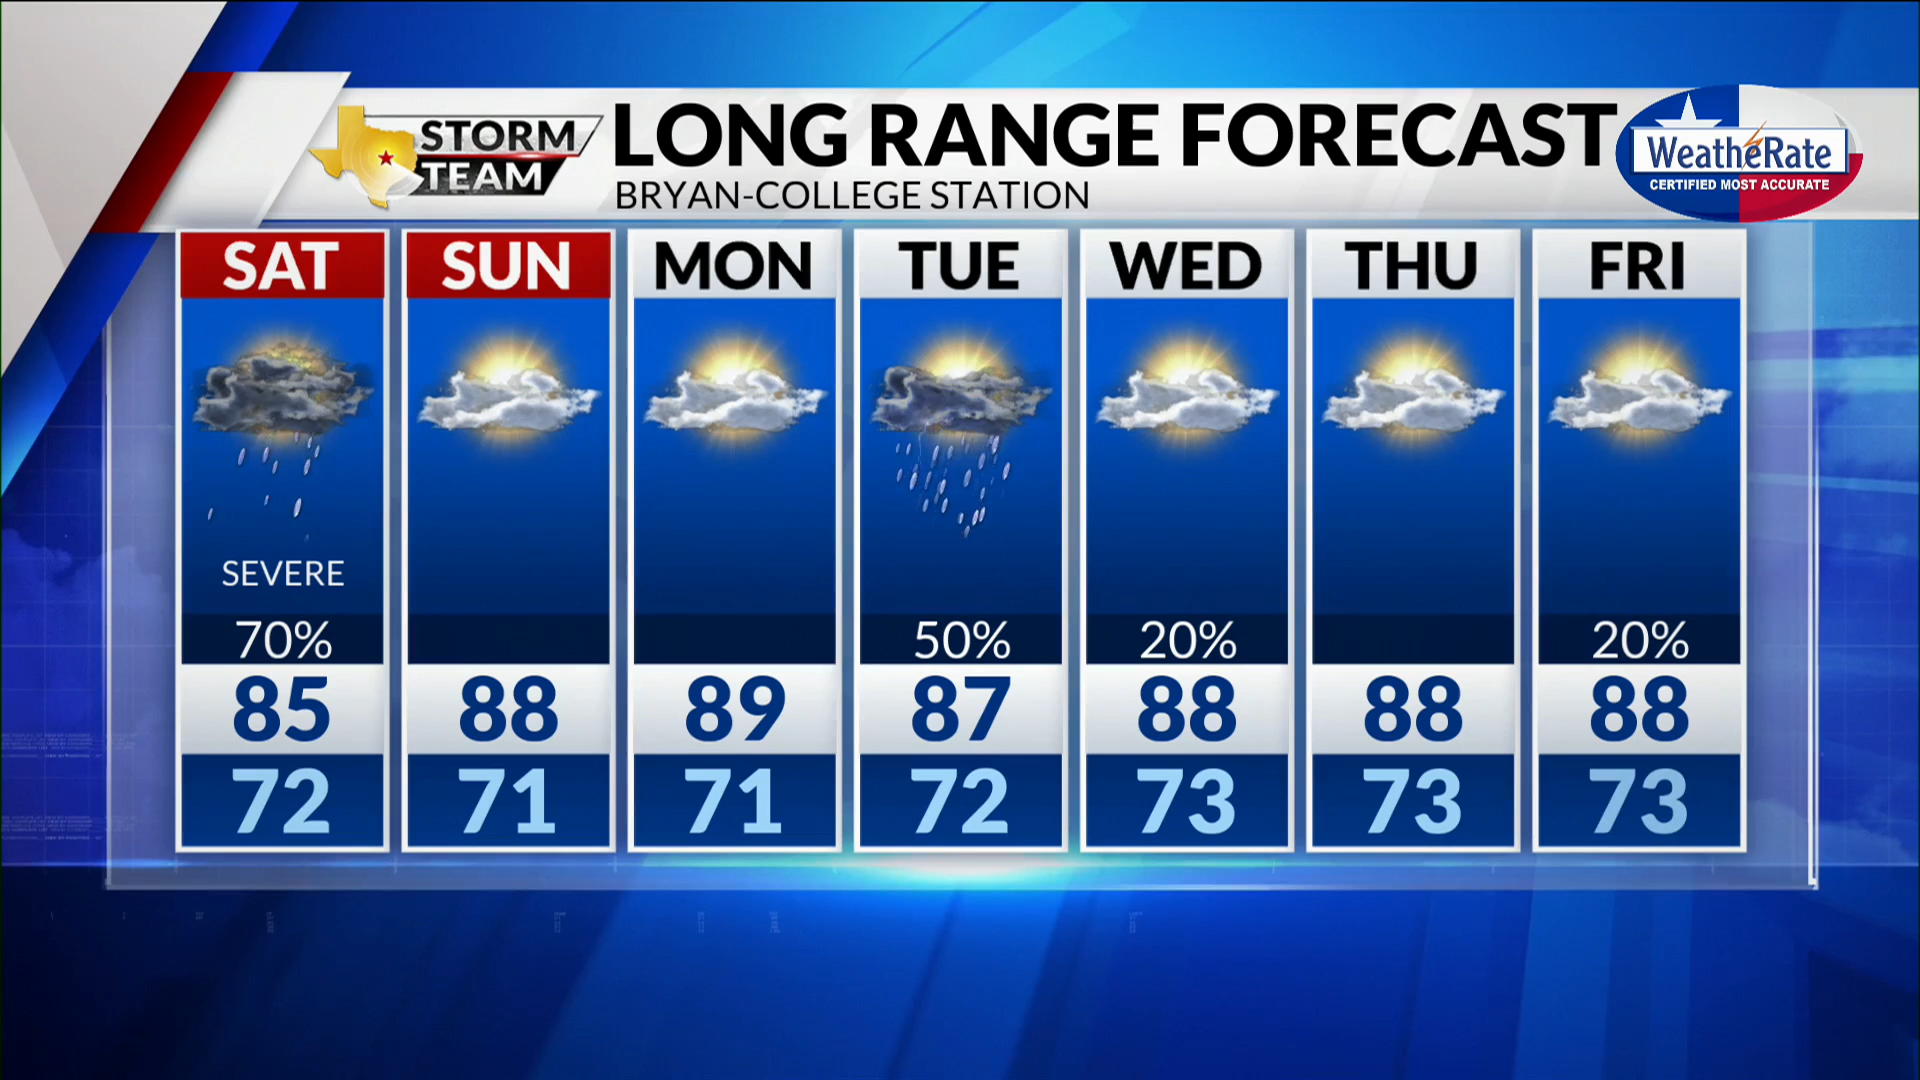 STORM
TEAM
LONG RANGE FORECAST
BRYAN-COLLEGE STATION
WeatheRate
CERTIFIED MOST ACCURATE
SAT SUN MON TUE WED THU FRI
SEVERE
70% 50% 20% 20%
85 88 89 87 88 88 88
72 71 71 72 73 73 73